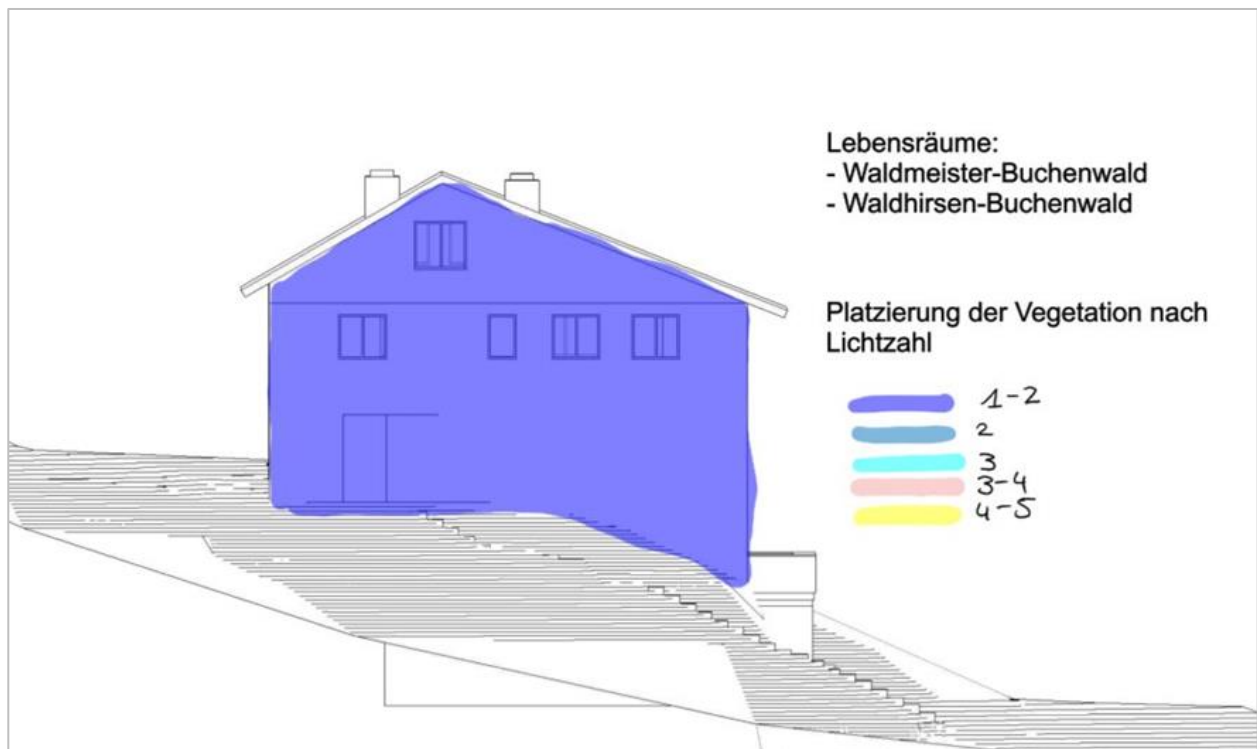 Lebensräume:
- Waldmeister-Buchenwald
- Waldhirsen-Buchenwald
Platzierung der Vegetation nach
Lichtzahl
1-2
2
3
3-4
4-5